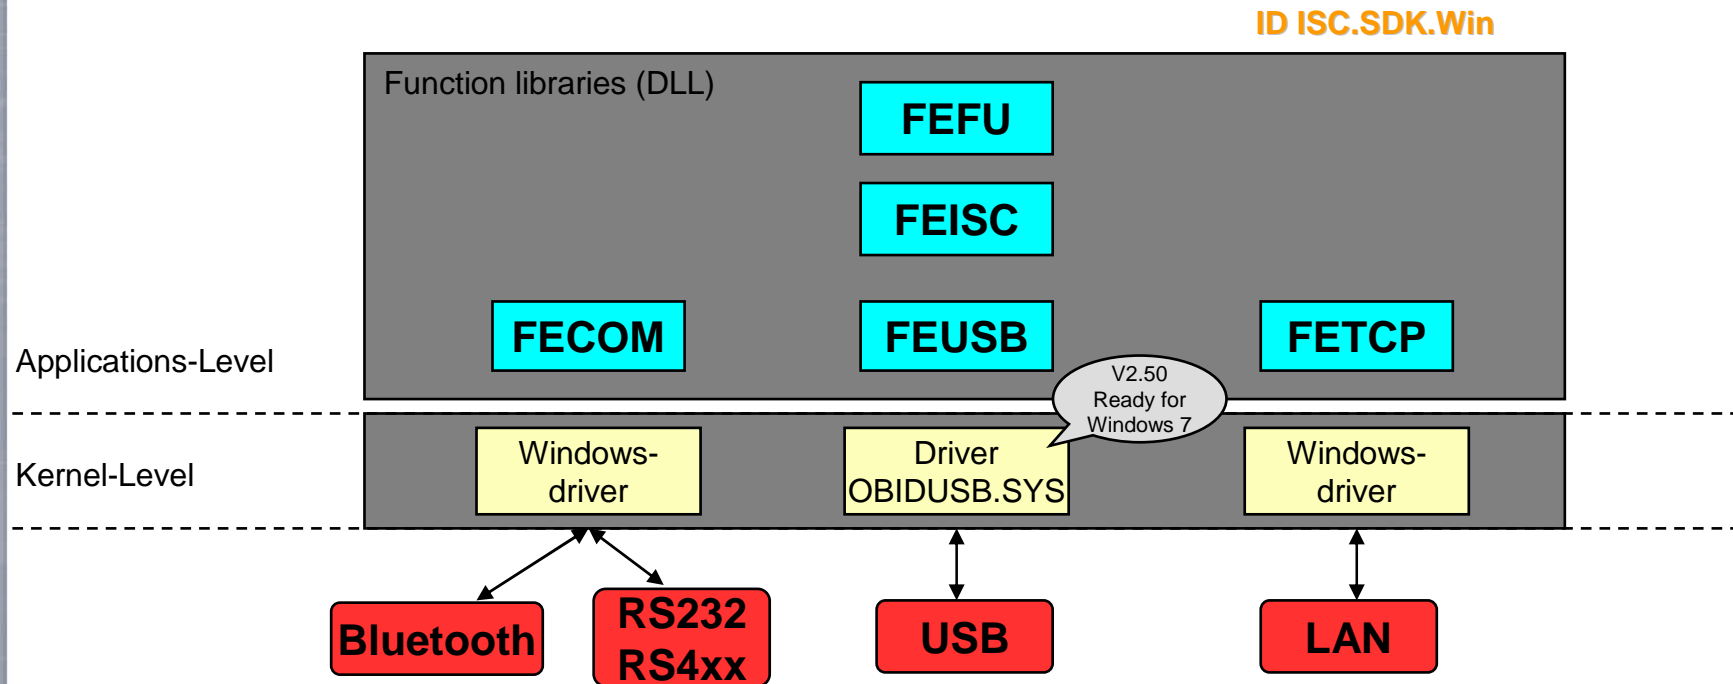 ID ISC.SDK.Win
Function libraries (DLL)
FEFU
FEISC
FECOM
FEUSB
FETCP
Applications-Level
V2.50
Ready for
Windows 7
Kernel-Level
Windows-
driver
Driver
OBIDUSB.SYS
Windows-
driver
Bluetooth
RS232
RS4xx
USB
LAN